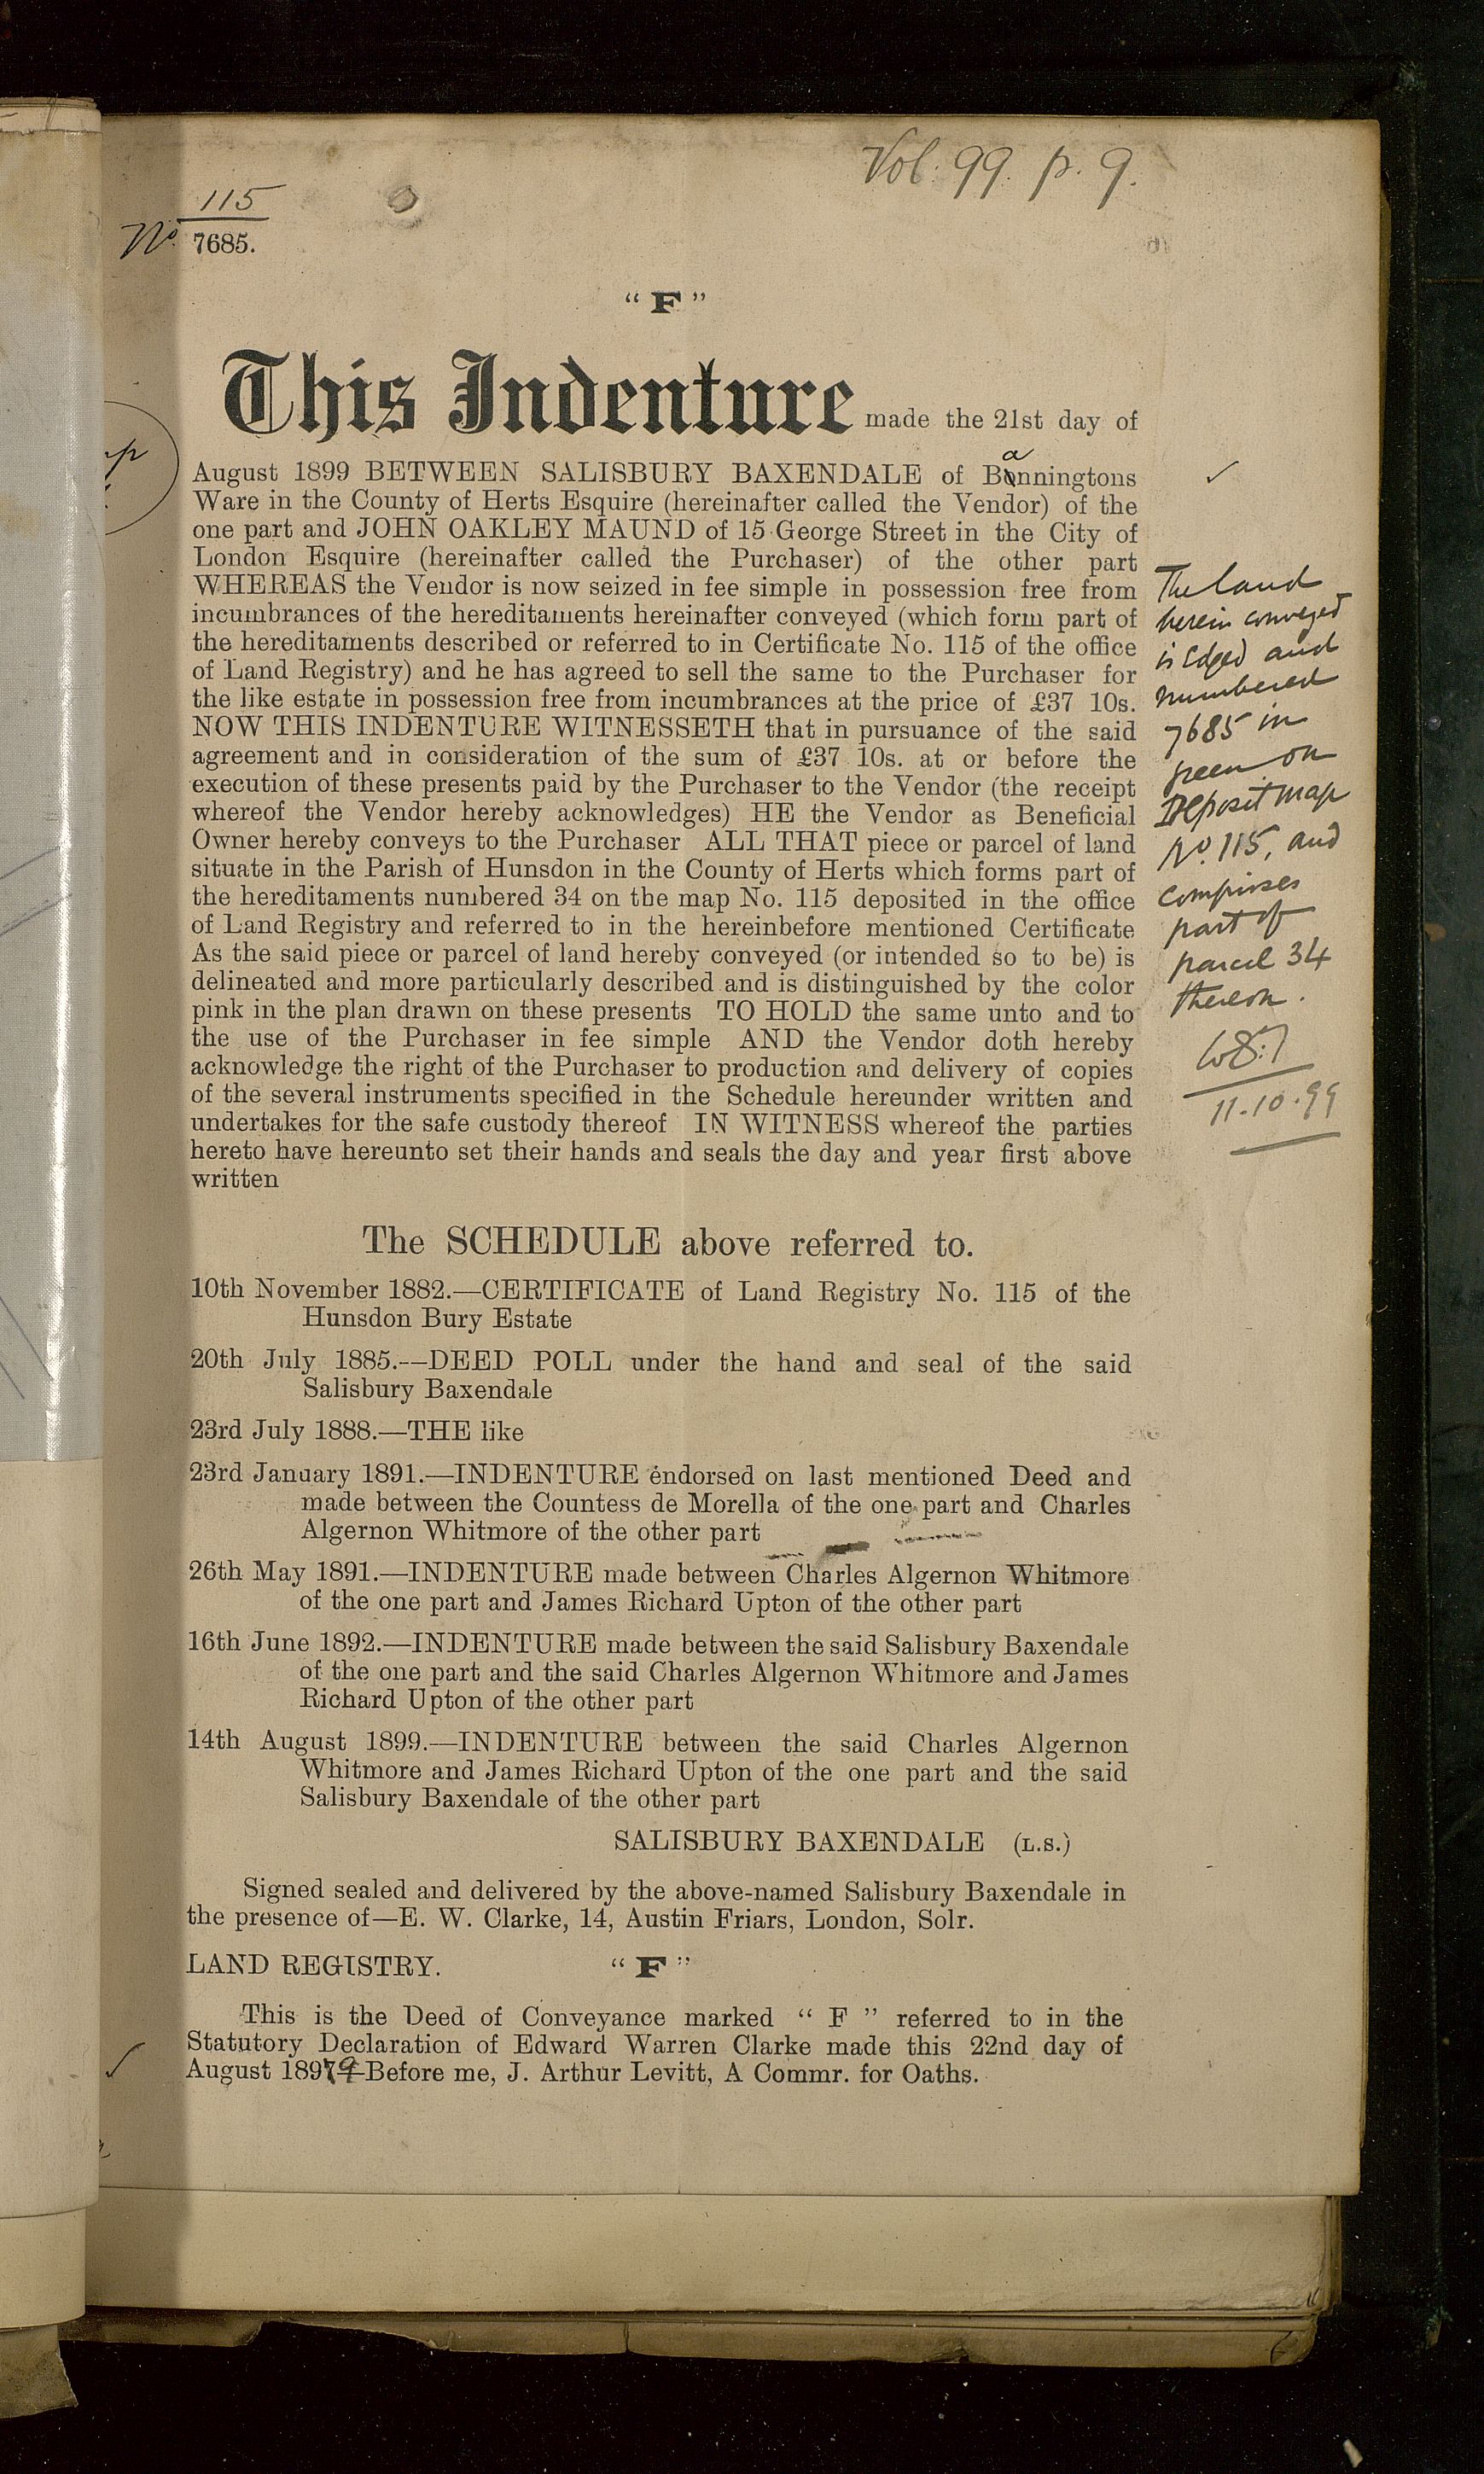 Vol. 99. p. 9.
115
No. 7685.
“ F ”
This Indenture made the 21st day of
August 1899 BETWEEN SALISBURY BAXENDALE of Banningtons
Ware in the County of Herts Esquire (hereinafter called the Vendor) of the
one part and JOHN OAKLEY MAUND of 15 George Street in the City of
London Esquire (hereinafter called the Purchaser) of the other part
WHEREAS the Vendor is now seized in fee simple in possession free from
incumbrances of the hereditaments hereinafter conveyed (which form part of
the hereditaments described or referred to in Certificate No. 115 of the office
of Land Registry) and he has agreed to sell the same to the Purchaser for
the like estate in possession free from incumbrances at the price of £37 10s.
NOW THIS INDENTURE WITNESSETH that in pursuance of the said
agreement and in consideration of the sum of £37 10s. at or before the
execution of these presents paid by the Purchaser to the Vendor (the receipt
whereof the Vendor hereby acknowledges) HE the Vendor as Beneficial
Owner hereby conveys to the Purchaser ALL THAT piece or parcel of land
situate in the Parish of Hunsdon in the County of Herts which forms part of
the hereditaments numbered 34 on the map No. 115 deposited in the office
of Land Registry and referred to in the hereinbefore mentioned Certificate
As the said piece or parcel of land hereby conveyed (or intended so to be) is
delineated and more particularly described and is distinguished by the color
pink in the plan drawn on these presents TO HOLD the same unto and to
the use of the Purchaser in fee simple AND the Vendor doth hereby
acknowledge the right of the Purchaser to production and delivery of copies
of the several instruments specified in the Schedule hereunder written and
undertakes for the safe custody thereof IN WITNESS whereof the parties
hereto have hereunto set their hands and seals the day and year first above
written
The land
herein conveyed
is edged and
numbered
7685 in
green on
Deposit map
No. 115, and
comprises
part of
parcel 34
thereon.
11.10.99
The SCHEDULE above referred to.
10th November 1882.—CERTIFICATE of Land Registry No. 115 of the
Hunsdon Bury Estate
20th July 1885.—DEED POLL under the hand and seal of the said
Salisbury Baxendale
23rd July 1888.—THE like
23rd January 1891.—INDENTURE endorsed on last mentioned Deed and
made between the Countess de Morella of the one part and Charles
Algernon Whitmore of the other part
26th May 1891.—INDENTURE made between Charles Algernon Whitmore
of the one part and James Richard Upton of the other part
16th June 1892.—INDENTURE made between the said Salisbury Baxendale
of the one part and the said Charles Algernon Whitmore and James
Richard Upton of the other part
14th August 1899.—INDENTURE between the said Charles Algernon
Whitmore and James Richard Upton of the one part and the said
Salisbury Baxendale of the other part
SALISBURY BAXENDALE (L.S.)
Signed sealed and delivered by the above-named Salisbury Baxendale in
the presence of—E. W. Clarke, 14, Austin Friars, London, Solr.
LAND REGISTRY. “ F ”
This is the Deed of Conveyance marked “ F ” referred to in the
Statutory Declaration of Edward Warren Clarke made this 22nd day of
August 1899—Before me, J. Arthur Levitt, A Commr. for Oaths.